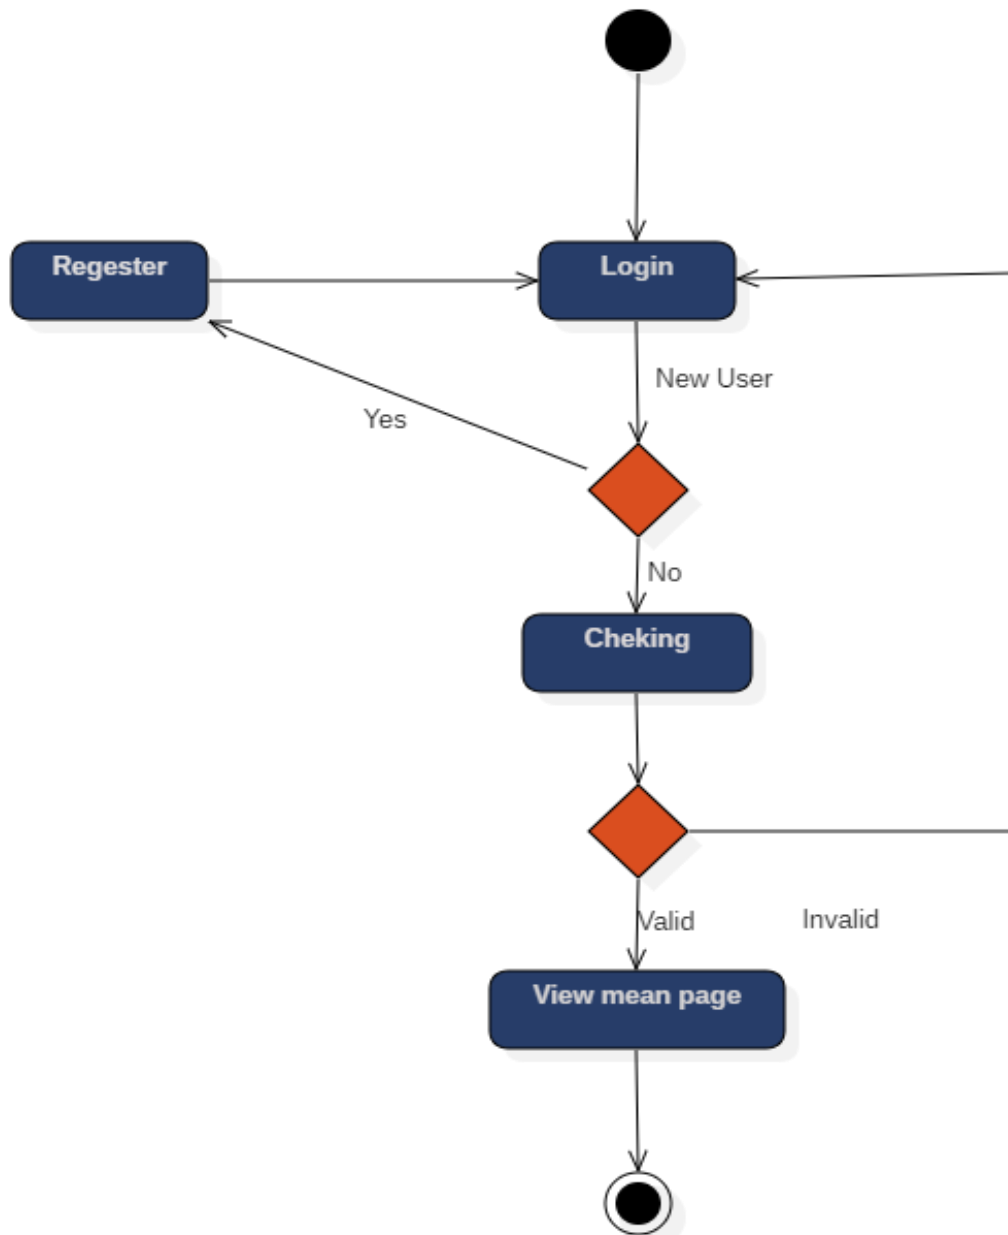 Regester
Login
New User
Yes
No
Cheking
Valid
Invalid
View mean page